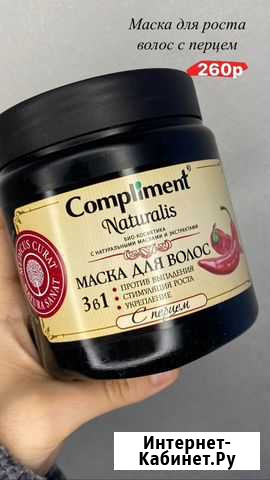 Маска для роста
волос с перцем
260р
Compliment
Naturalis
БИО-КОСМЕТИКА
С НАТУРАЛЬНЫМИ МАСЛАМИ И ЭКСТРАКТАМИ
МАСКА ДЛЯ ВОЛОС
3в1
ПРОТИВ ВЫПАДЕНИЯ
СТИМУЛЯЦИЯ РОСТА
УКРЕПЛЕНИЕ
С перцем
Интернет-
Кабинет.Ру